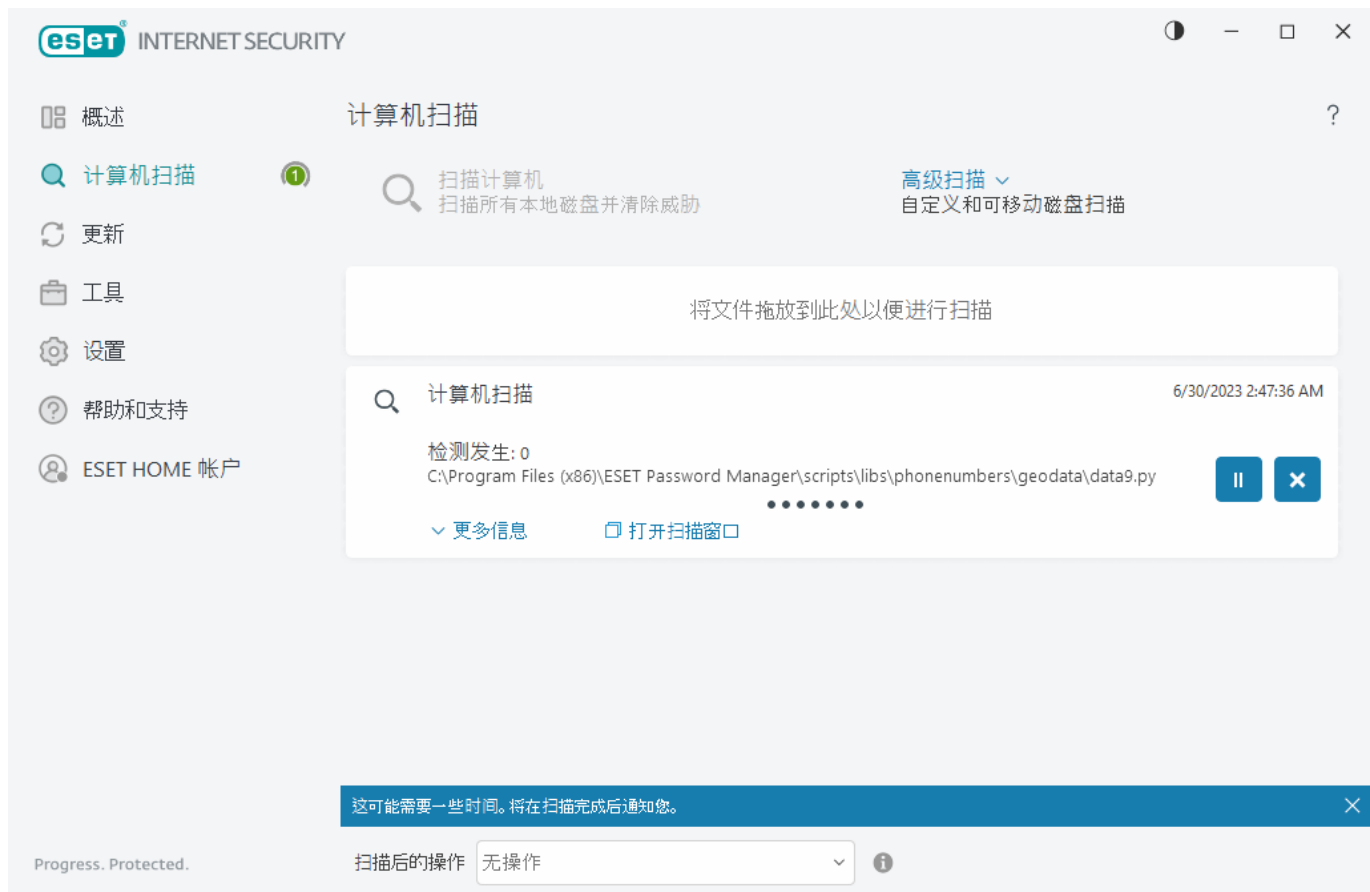 eset® INTERNET SECURITY
概述
计算机扫描
1
更新
工具
设置
帮助和支持
ESET HOME 帐户
Progress. Protected.
计算机扫描
?
扫描计算机
扫描所有本地磁盘并清除威胁
高级扫描
自定义和可移动磁盘扫描
将文件拖放到此处以便进行扫描
计算机扫描
6/30/2023 2:47:36 AM
检测发生: 0
C:\Program Files (x86)\ESET Password Manager\scripts\libs\phonenumbers\geodata\data9.py
更多信息
打开扫描窗口
这可能需要一些时间。将在扫描完成后通知您。
扫描后的操作 无操作